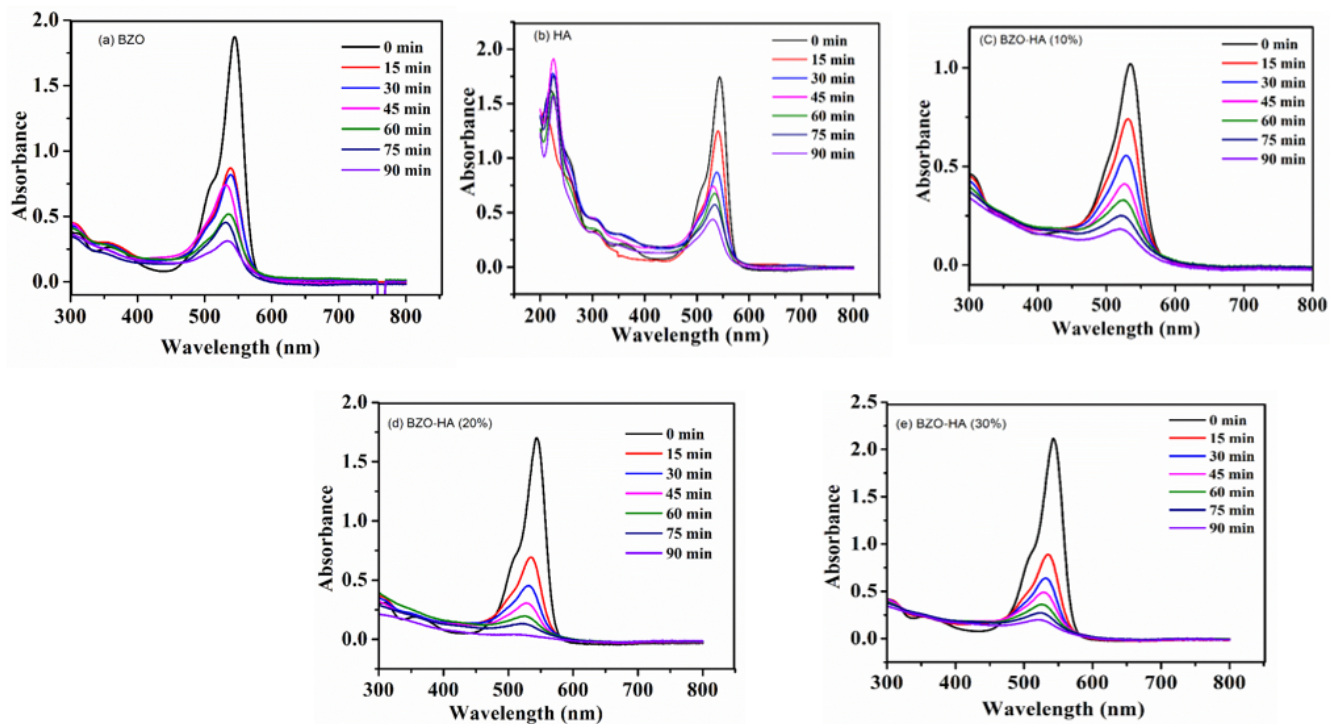 (a) BZO
0 min
15 min
30 min
45 min
60 min
75 min
90 min
2.0
1.5
1.0
0.5
0.0
Absorbance
300 400 500 600 700 800
Wavelength (nm)
(b) HA
0 min
15 min
30 min
45 min
60 min
75 min
90 min
2.0
1.5
1.0
0.5
0.0
Absorbance
200 300 400 500 600 700 800
Wavelength (nm)
(C) BZO-HA (10%)
0 min
15 min
30 min
45 min
60 min
75 min
90 min
1.0
0.5
0.0
Absorbance
300 400 500 600 700 800
Wavelength (nm)
(d) BZO-HA (20%)
0 min
15 min
30 min
45 min
60 min
75 min
90 min
2.0
1.5
1.0
0.5
0.0
Absorbance
300 400 500 600 700 800
Wavelength (nm)
(e) BZO-HA (30%)
0 min
15 min
30 min
45 min
60 min
75 min
90 min
2.5
2.0
1.5
1.0
0.5
0.0
Absorbance
300 400 500 600 700 800
Wavelength (nm)